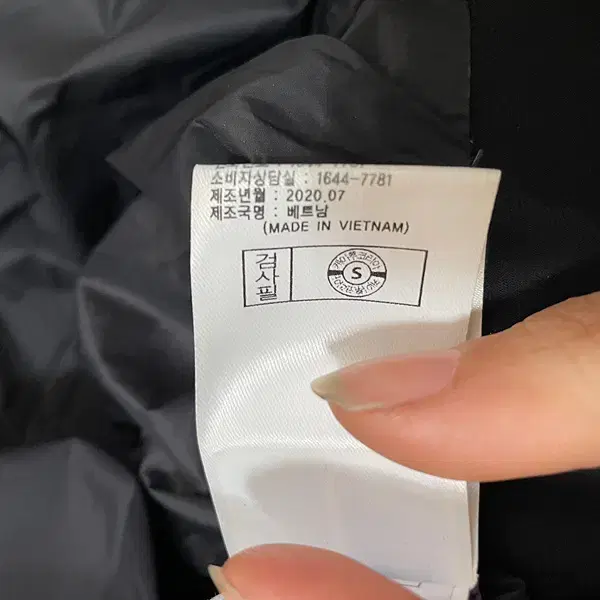 소비자상담실 : 1644-7781
제조년월 : 2020.07
제조국명 : 베트남
(MADE IN VIETNAM)
검사필
S